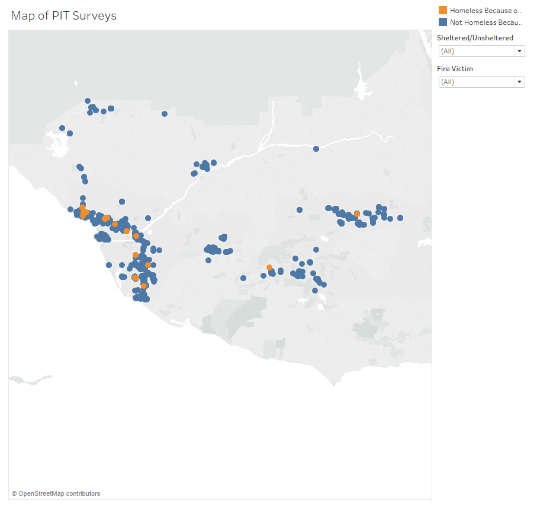 Map of PIT Surveys
Homeless Because o..
Not Homeless Becau..
Sheltered/Unsheltered
(All)
Fire Victim
(All)
© OpenStreetMap contributors